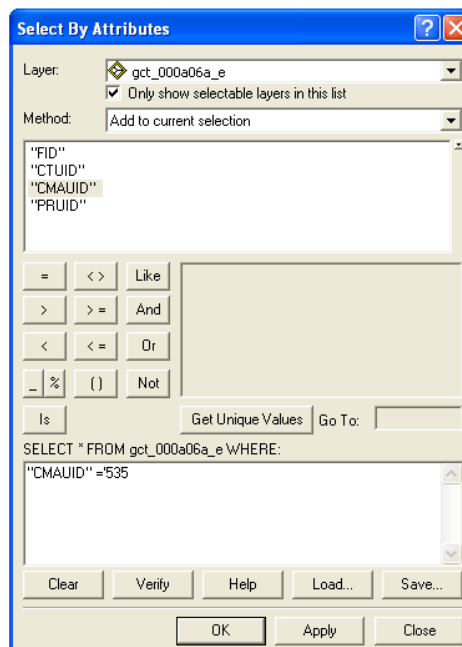 Select By Attributes
Layer: gct_000a06a_e
Only show selectable layers in this list
Method: Add to current selection
"FID"
"CTUID"
"CMAUID"
"PRUID"
= < > Like
> > = And
< < = Or
_ % ( ) Not
Is Get Unique Values Go To:
SELECT * FROM gct_000a06a_e WHERE:
"CMAUID" ='535
Clear Verify Help Load... Save...
OK Apply Close